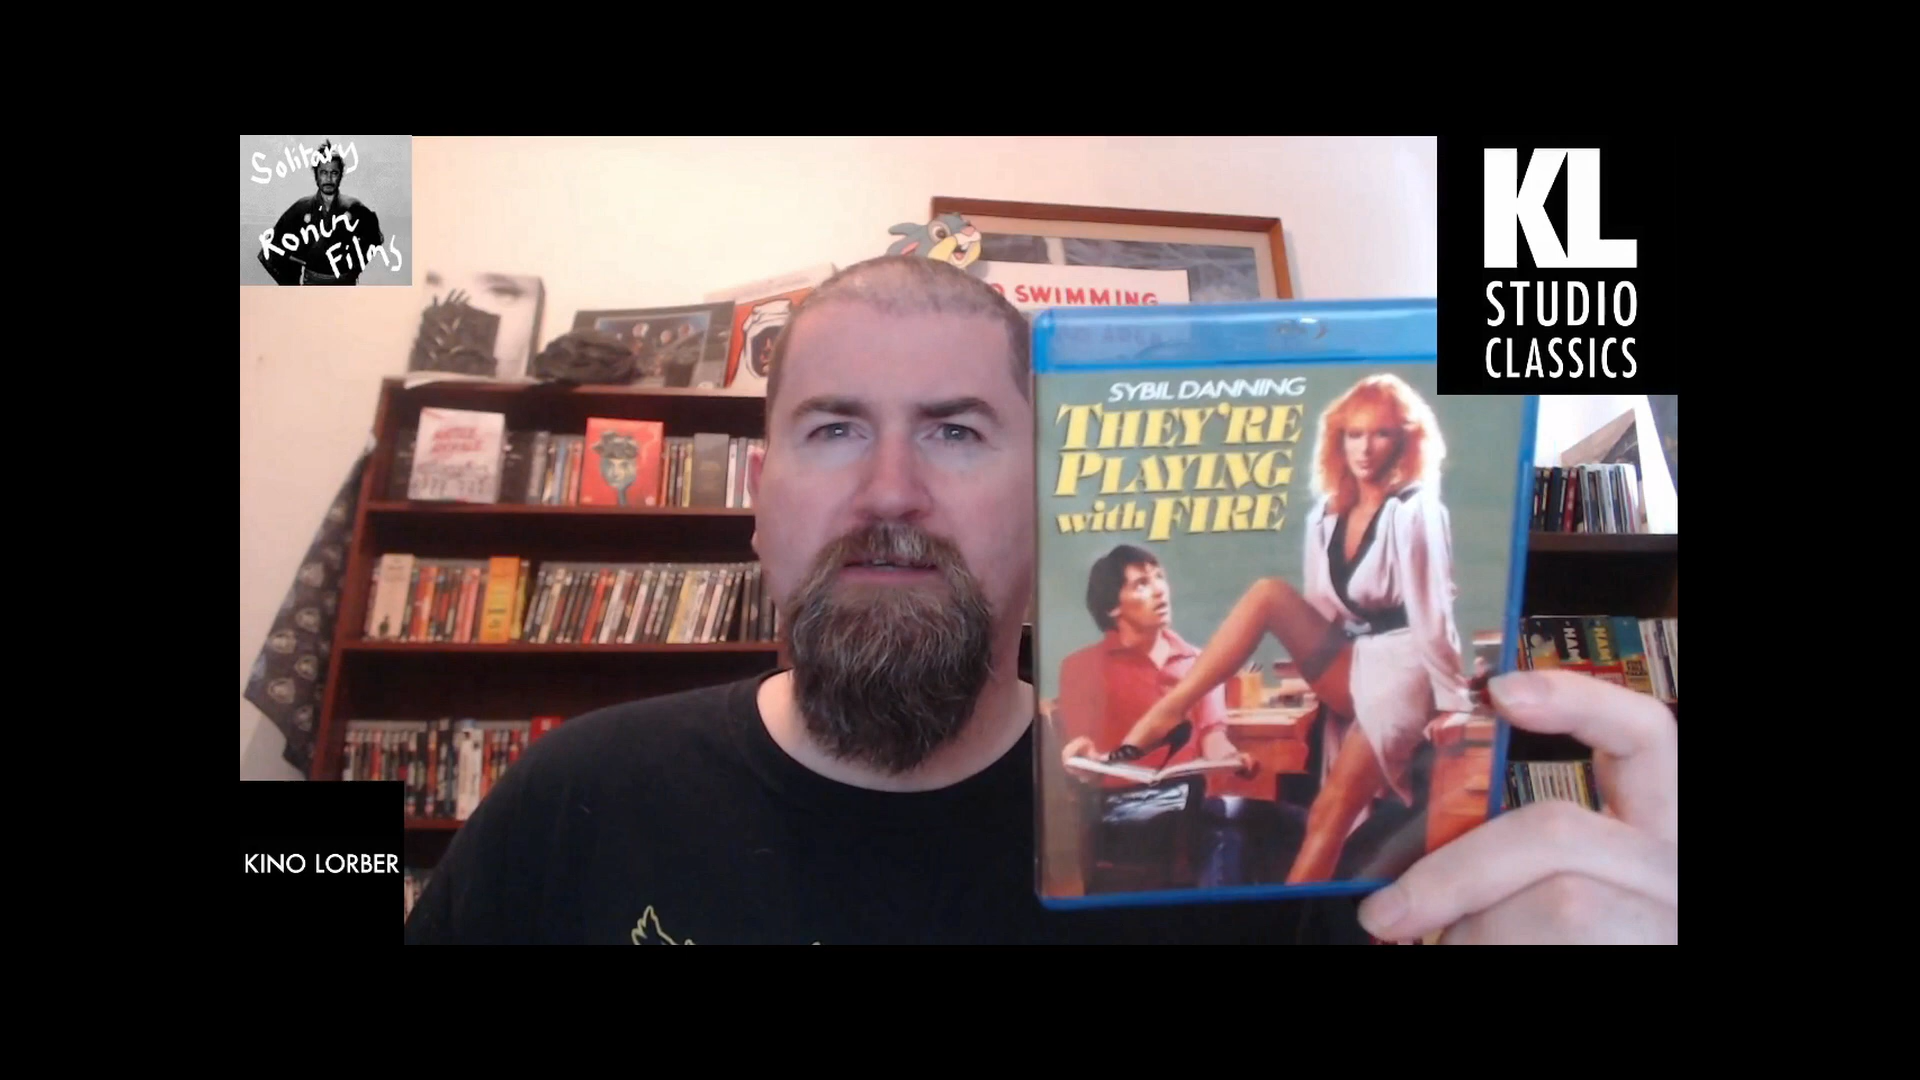 Solitary
Ronin
Films
KL
STUDIO
CLASSICS
SWIMMING
SYBIL DANNING
THEY'RE
PLAYING
with FIRE
KINO LORBER